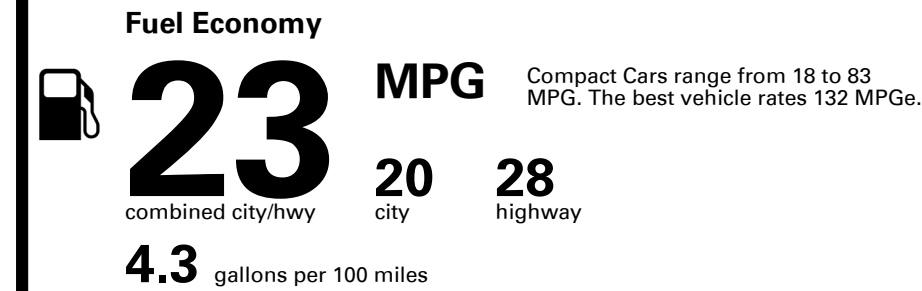 Fuel Economy
23
MPG
Compact Cars range from 18 to 83
MPG. The best vehicle rates 132 MPGe.
combined city/hwy
20
city
28
highway
4.3 gallons per 100 miles